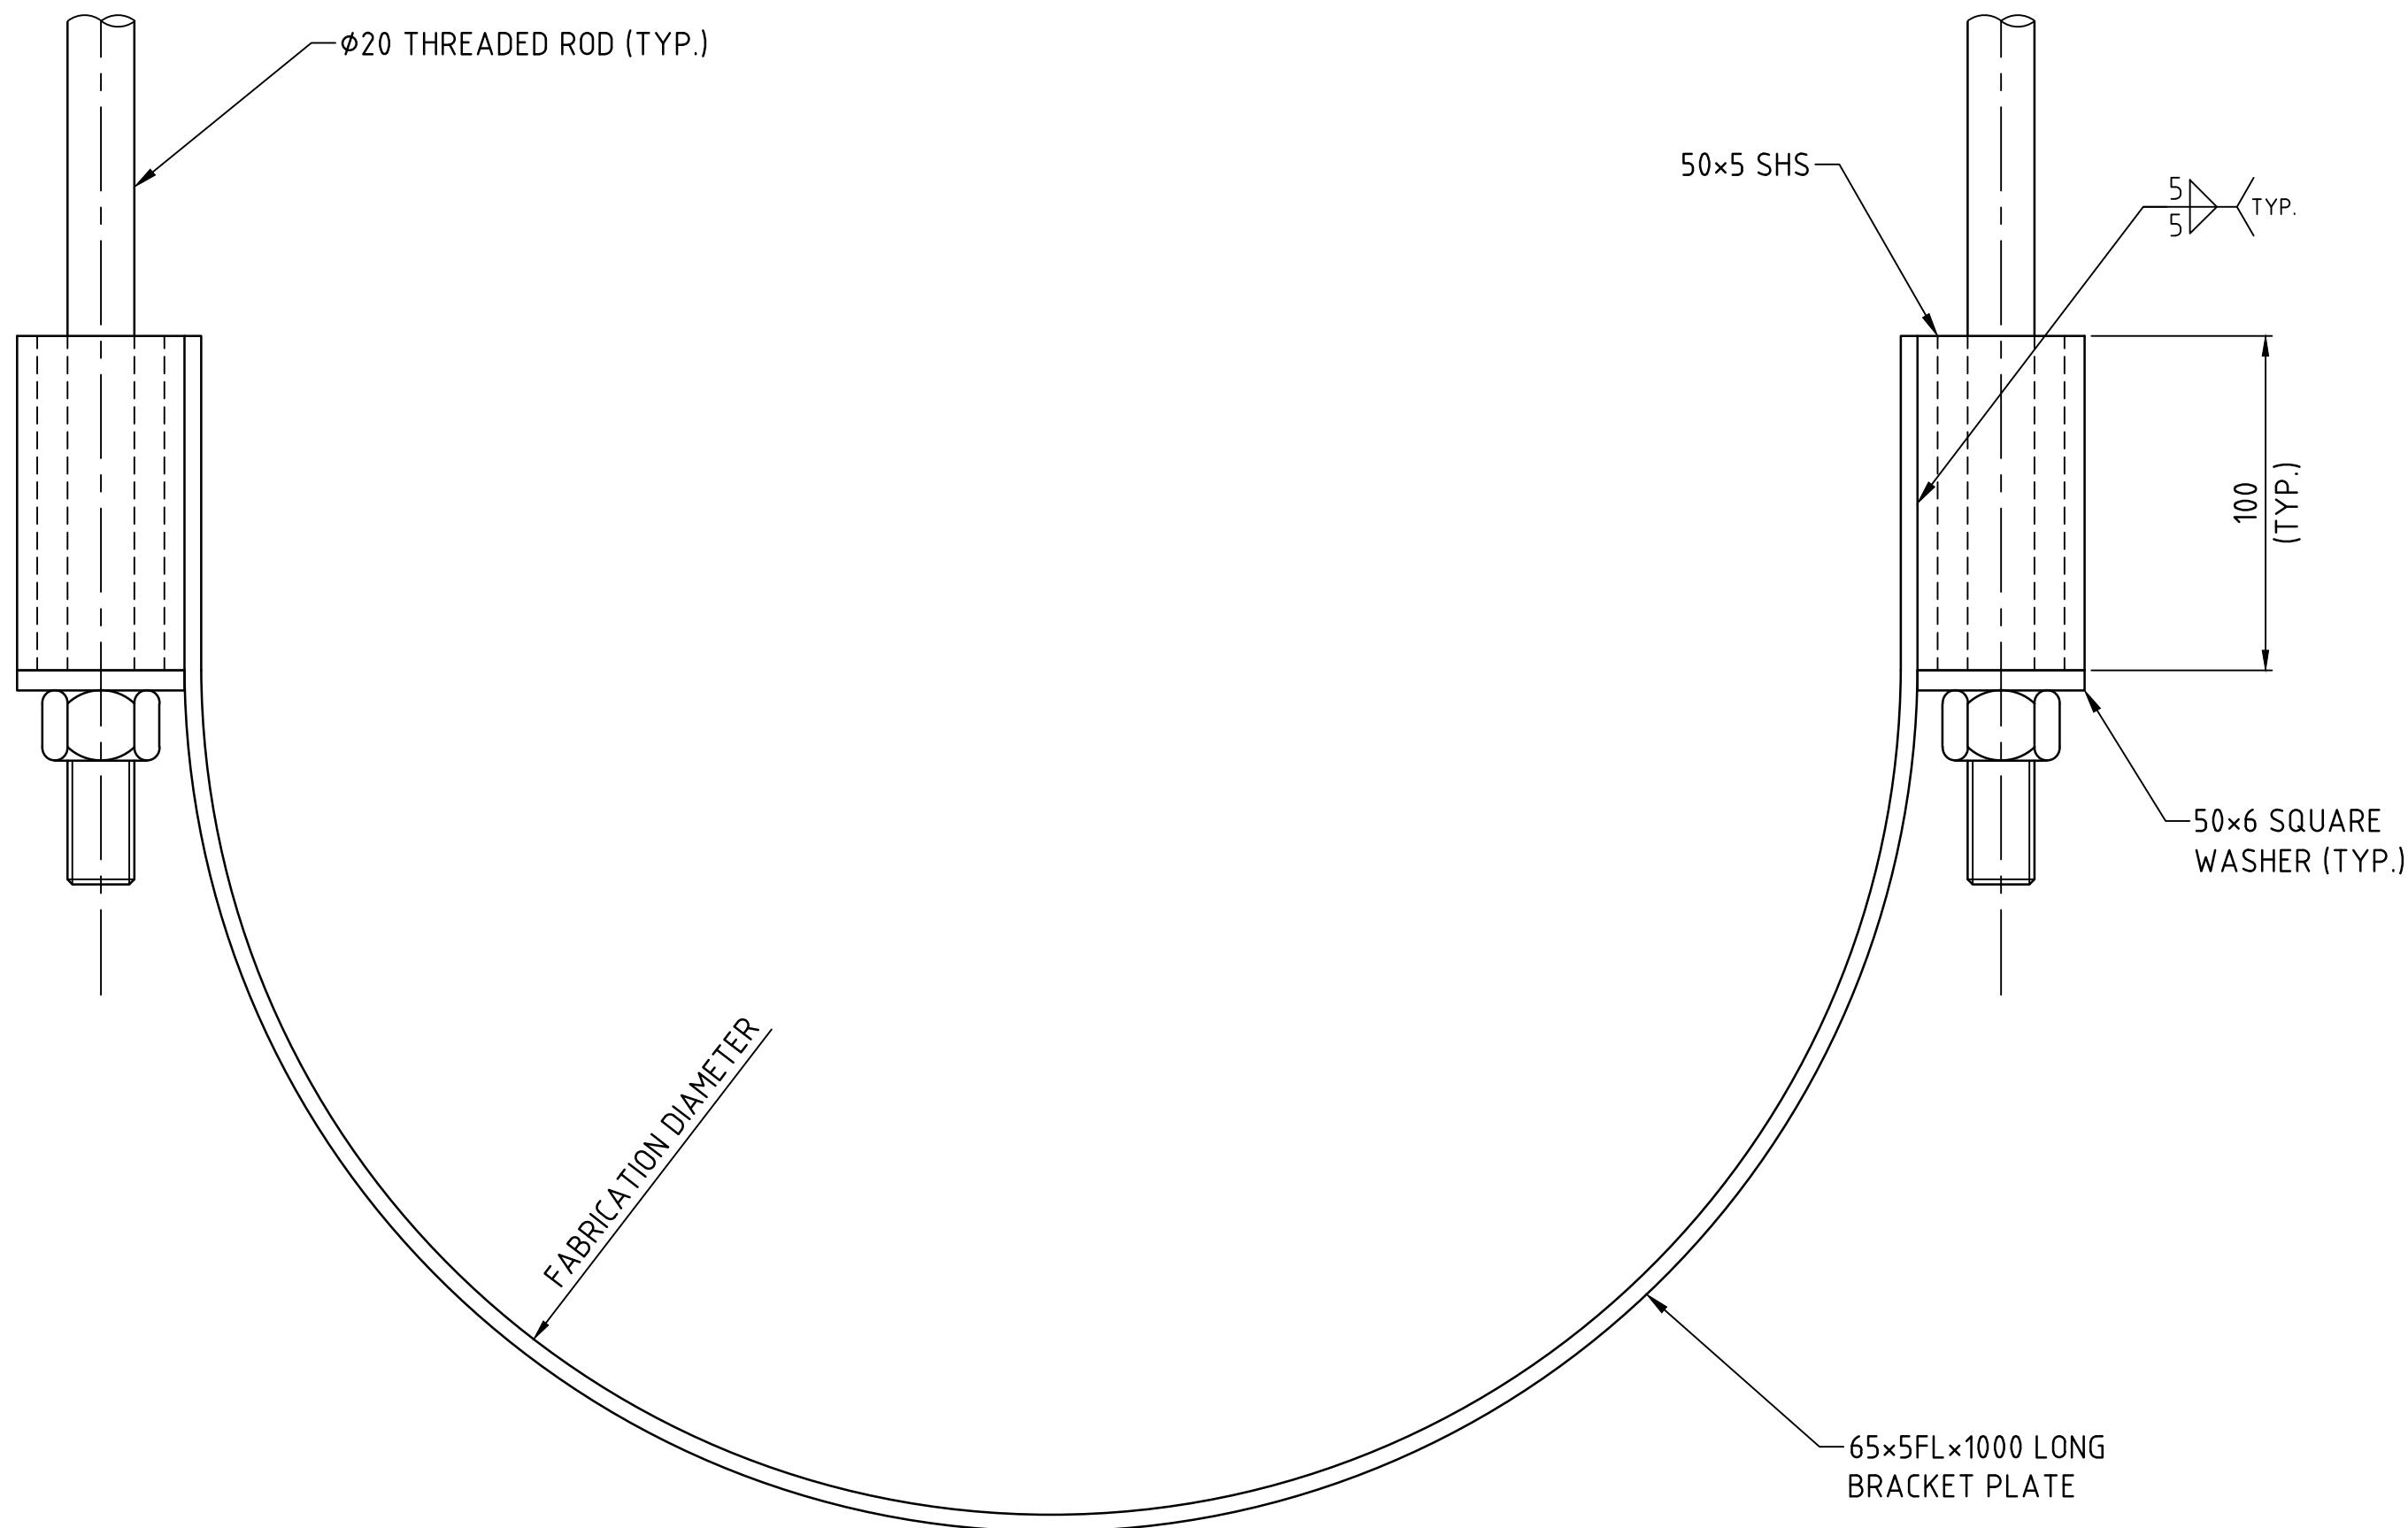 ⌀20 THREADED ROD (TYP.)
50×5 SHS
5
5
TYP.
100
(TYP.)
50×6 SQUARE
WASHER (TYP.)
FABRICATION DIAMETER
65×5FL×1000 LONG
BRACKET PLATE